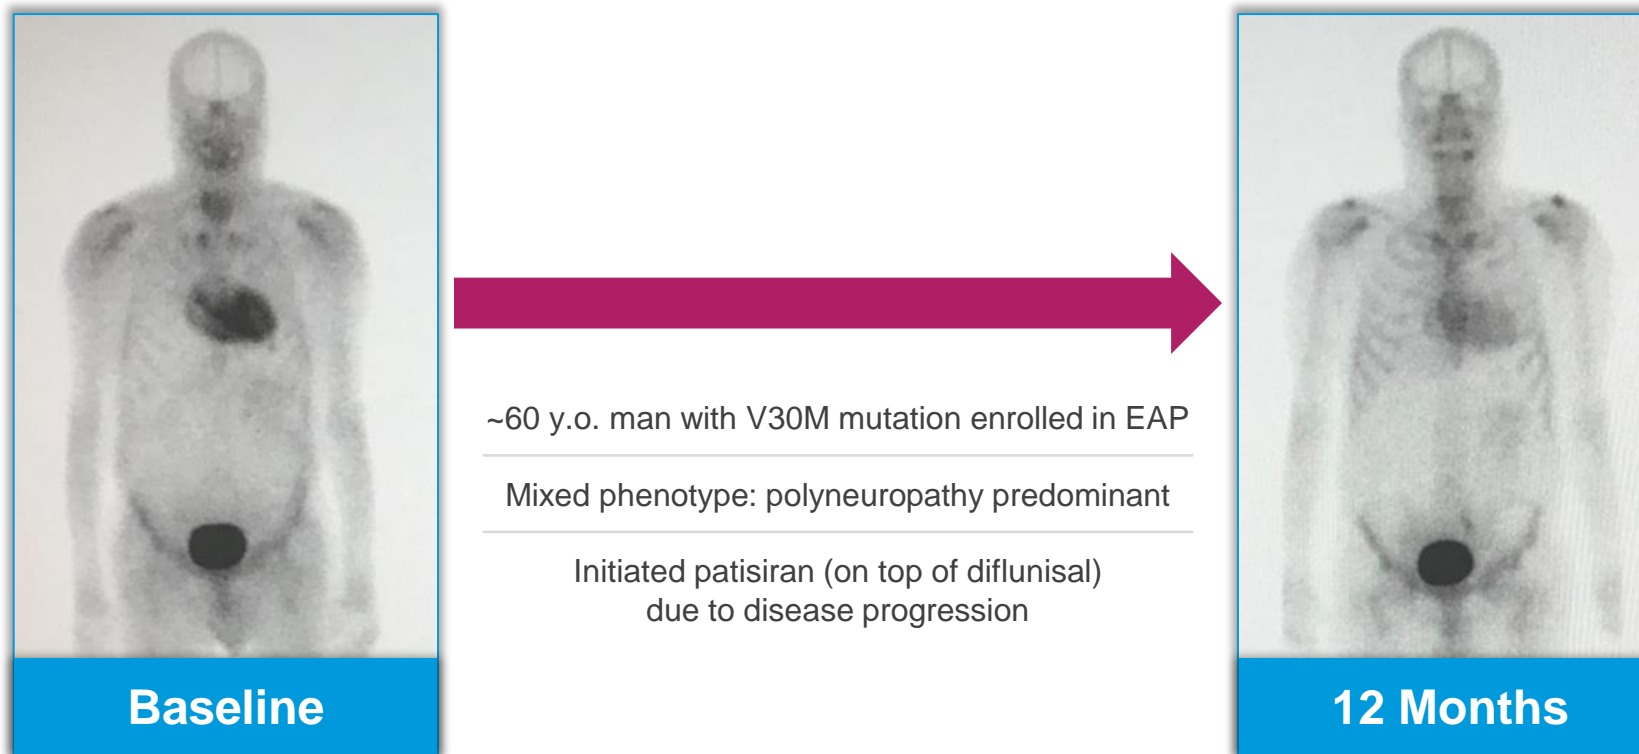 ~60 y.o. man with V30M mutation enrolled in EAP
Mixed phenotype: polyneuropathy predominant
Initiated patisiran (on top of diflunisal)
due to disease progression
Baseline
12 Months